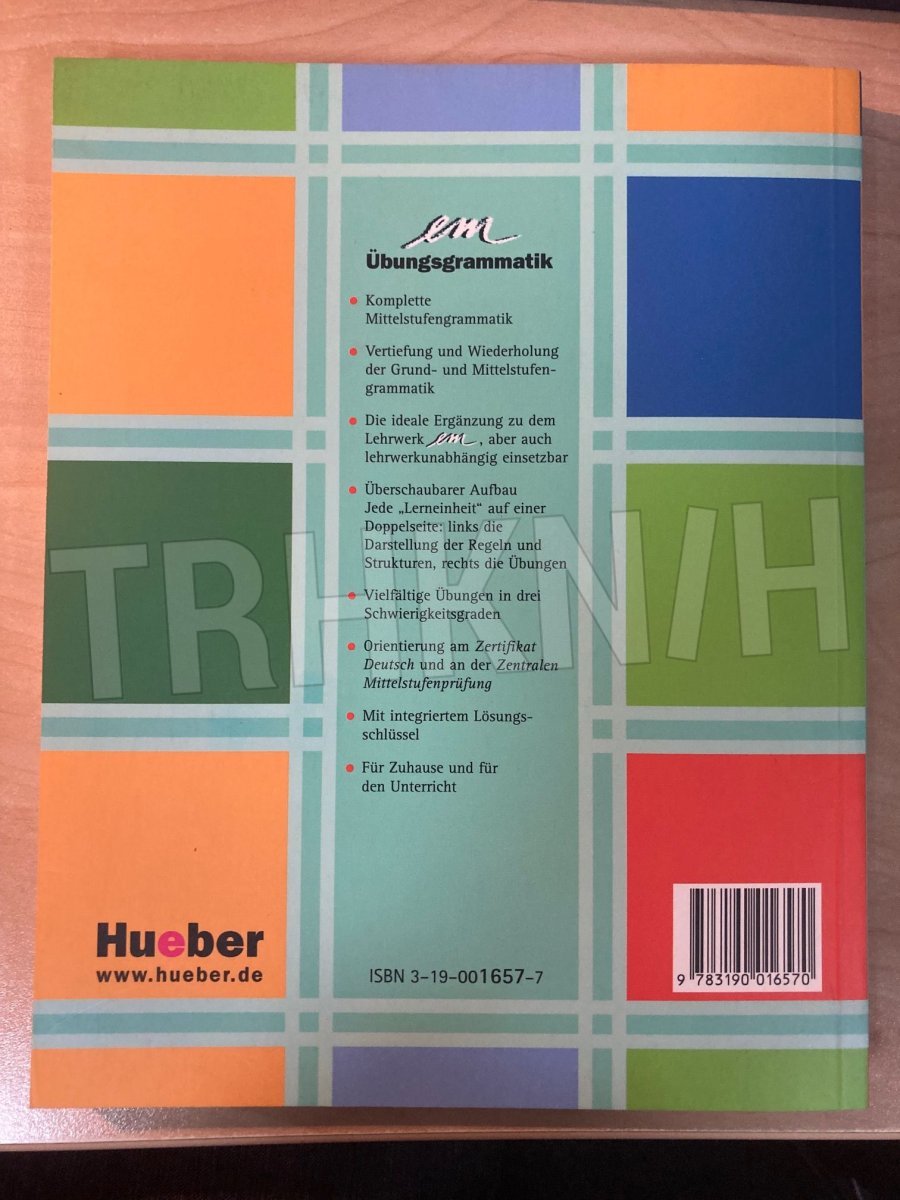 em
Übungsgrammatik
• Komplette
Mittelstufengrammatik
• Vertiefung und Wiederholung
der Grund- und Mittelstufen-
grammatik
• Die ideale Ergänzung zu dem
Lehrwerk em, aber auch
lehrwerkunabhängig einsetzbar
• Überschaubarer Aufbau
Jede „Lerneinheit“ auf einer
Doppelseite: links die
Darstellung der Regeln und
Strukturen, rechts die Übungen
• Vielfältige Übungen in drei
Schwierigkeitsgraden
• Orientierung am Zertifikat
Deutsch und an der Zentralen
Mittelstufenprüfung
• Mit integriertem Lösungs-
schlüssel
• Für Zuhause und für
den Unterricht
TRHKN/H
Hueber
www.hueber.de
ISBN 3-19-001657-7
9 783190 016570